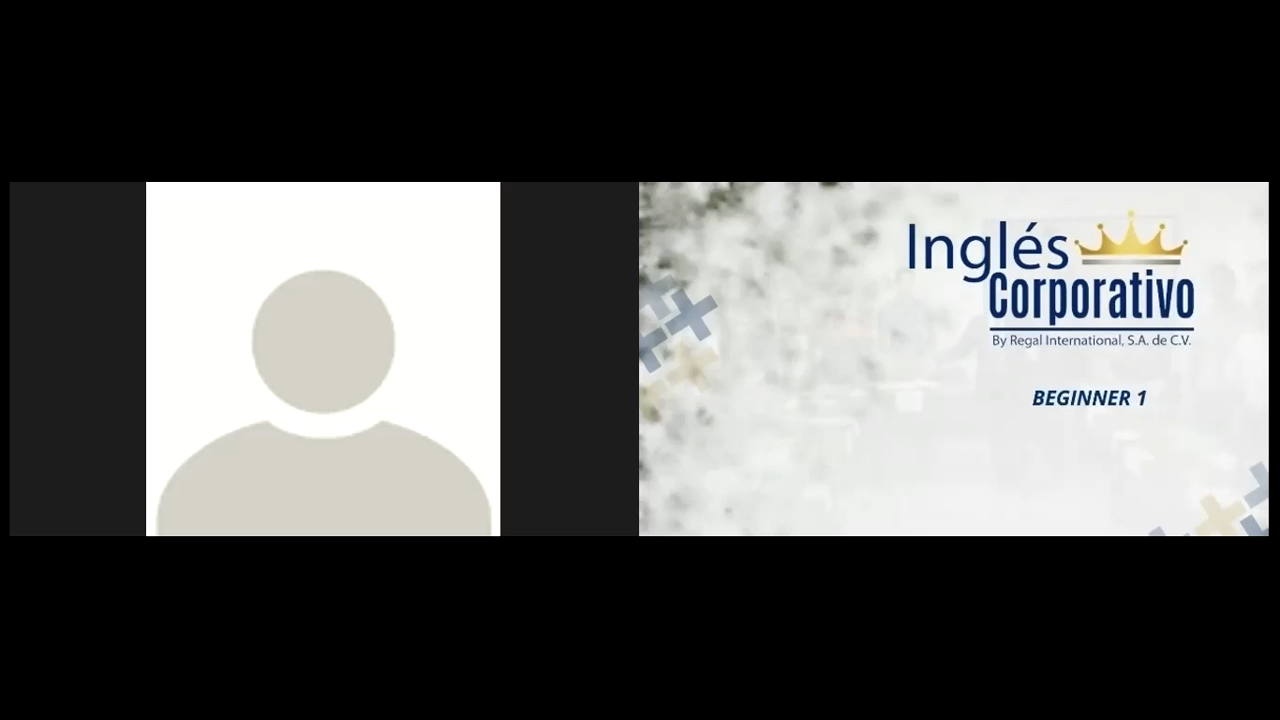 Inglés
Corporativo
By Regal International, S.A. de C.V.
BEGINNER 1